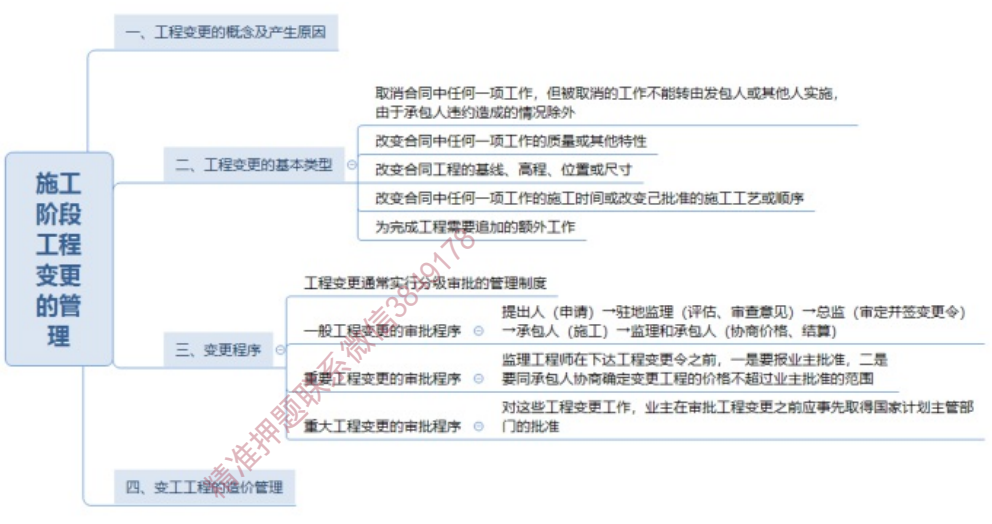 施工
阶段
工程
变更
的管
理
一、工程变更的概念及产生原因
二、工程变更的基本类型
取消合同中任何一项工作，但被取消的工作不能转由发包人或其他人实施，
由于承包人违约造成的情况除外
改变合同中任何一项工作的质量或其他特性
改变合同工程的基线、高程、位置或尺寸
改变合同中任何一项工作的施工时间或改变己批准的施工工艺或顺序
为完成工程需要追加的额外工作
三、变更程序
工程变更通常实行分级审批的管理制度
一般工程变更的审批程序
提出人（申请）→驻地监理（评估、审查意见）→总监（审定并签变更令）
→承包人（施工）→监理和承包人（协商价格、结算）
重要工程变更的审批程序
监理工程师在下达工程变更令之前，一是要报业主批准，二是
要同承包人协商确定变更工程的价格不超过业主批准的范围
重大工程变更的审批程序
对这些工程变更工作，业主在审批工程变更之前应事先取得国家计划主管部
门的批准
四、变工工程的造价管理
精准押题联系微信3849178